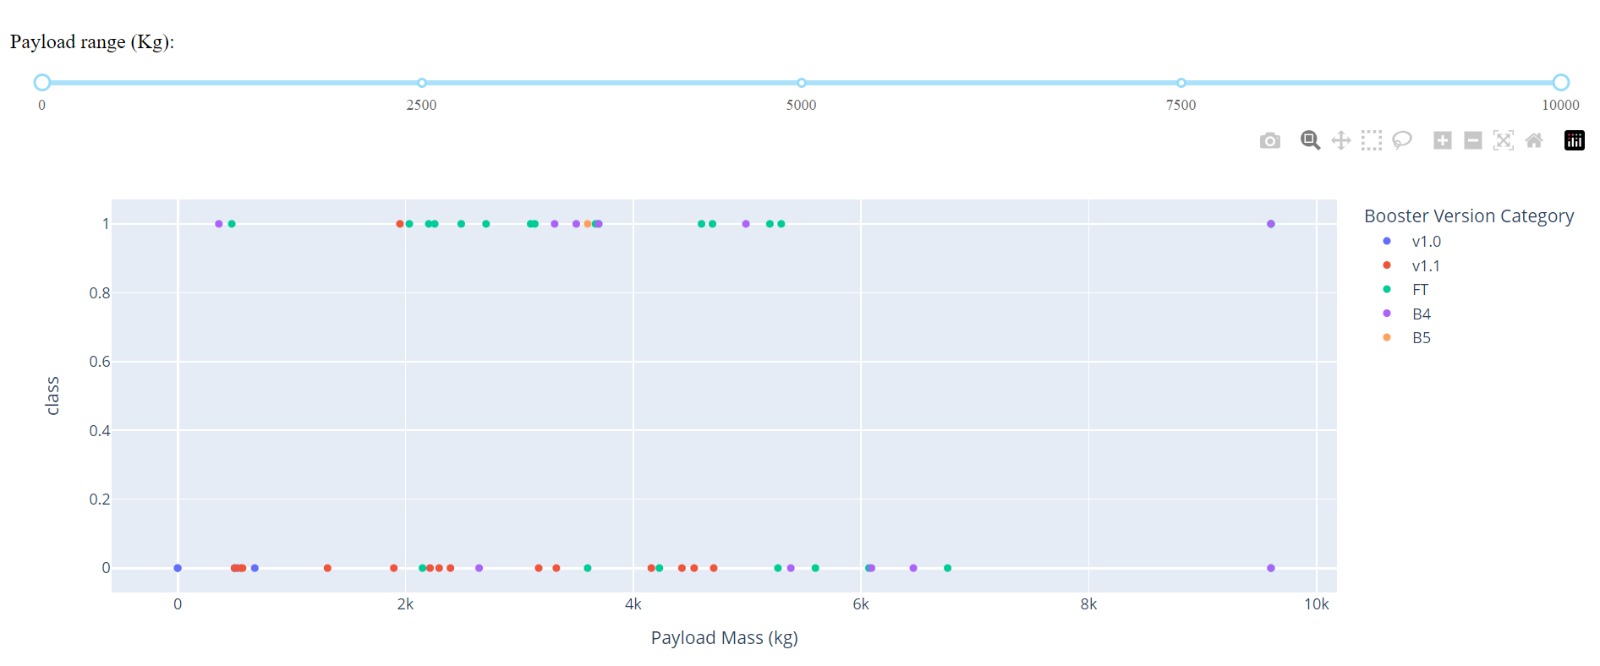 Payload range (Kg):
0 2500 5000 7500 10000
Booster Version Category
v1.0
v1.1
FT
B4
B5
1
0.8
0.6
0.4
0.2
0
class
0 2k 4k 6k 8k 10k
Payload Mass (kg)